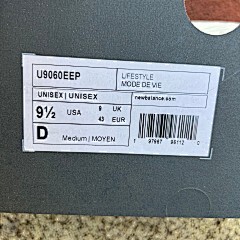 U9060EEP
LIFESTYLE
MODE DE VIE
UNISEX | UNISEX
newbalance.com
9½ USA 9 UK
43 EUR
D Medium / MOYEN